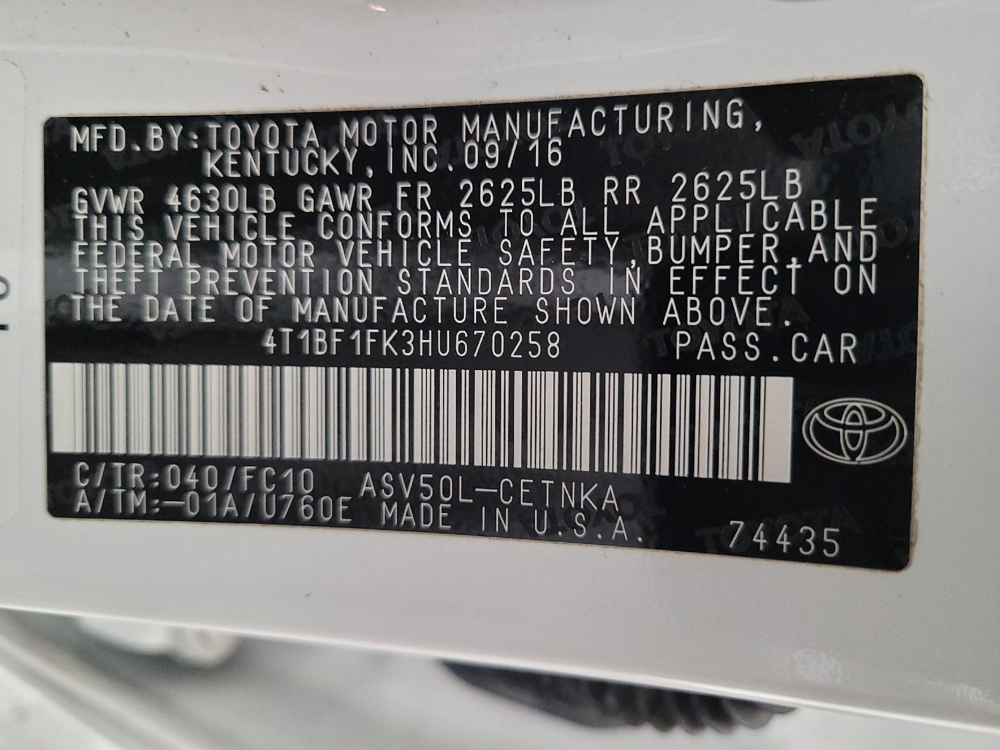 MFD.BY:TOYOTA MOTOR MANUFACTURING,
KENTUCKY,INC.09/16
GVWR 4630LB GAWR FR 2625LB RR 2625LB
THIS VEHICLE CONFORMS TO ALL APPLICABLE
FEDERAL MOTOR VEHICLE SAFETY,BUMPER,AND
THEFT PREVENTION STANDARDS IN EFFECT ON
THE DATE OF MANUFACTURE SHOWN ABOVE.
4T1BF1FK3HU670258 PASS.CAR
C/TR:040/FC10 ASV50L-CETNKA
A/TM:-01A/U760E MADE IN U.S.A. 74435